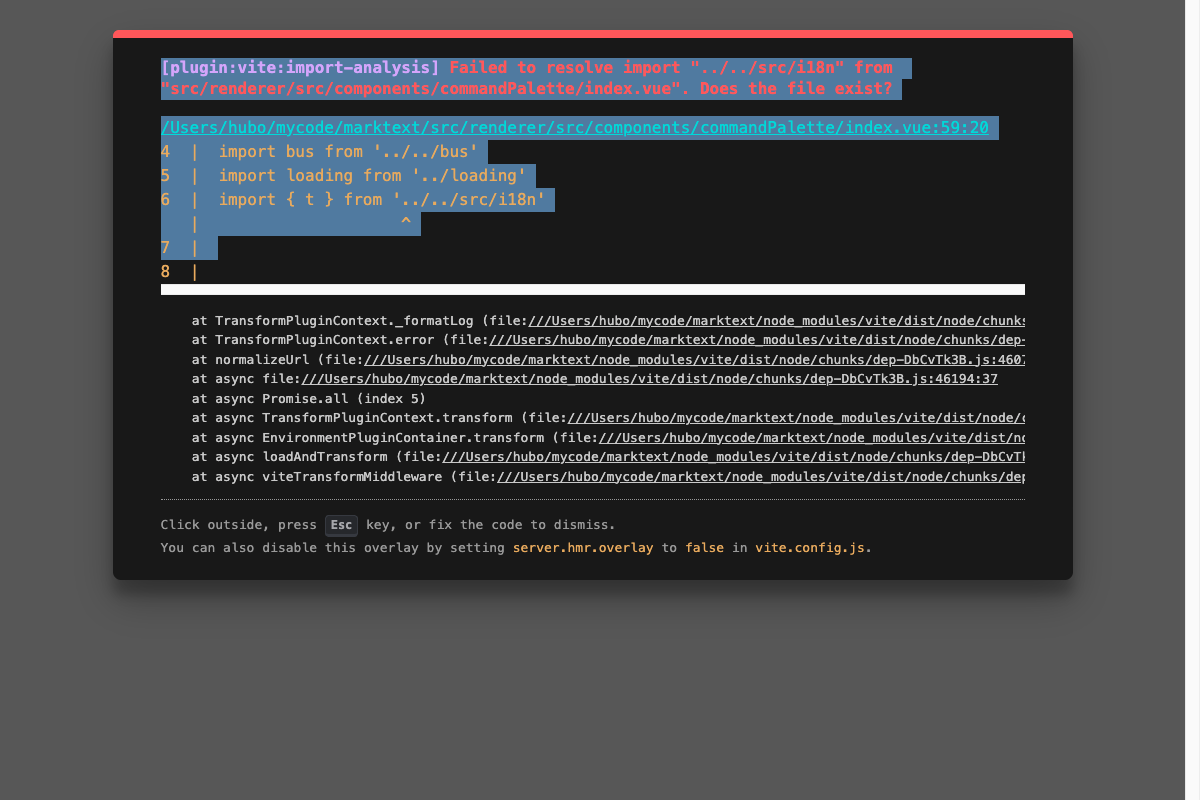 [plugin:vite:import-analysis] Failed to resolve import "../../src/i18n" from
"src/renderer/src/components/commandPalette/index.vue". Does the file exist?
/Users/hubo/mycode/marktext/src/renderer/src/components/commandPalette/index.vue:59:20
4  |  import bus from '../../bus'
5  |  import loading from '../loading'
6  |  import { t } from '../../src/i18n'
   |                     ^
7  |
8  |
at TransformPluginContext._formatLog (file:///Users/hubo/mycode/marktext/node_modules/vite/dist/node/chunks
at TransformPluginContext.error (file:///Users/hubo/mycode/marktext/node_modules/vite/dist/node/chunks/dep-
at normalizeUrl (file:///Users/hubo/mycode/marktext/node_modules/vite/dist/node/chunks/dep-DbCvTk3B.js:4607
at async file:///Users/hubo/mycode/marktext/node_modules/vite/dist/node/chunks/dep-DbCvTk3B.js:46194:37
at async Promise.all (index 5)
at async TransformPluginContext.transform (file:///Users/hubo/mycode/marktext/node_modules/vite/dist/node/c
at async EnvironmentPluginContainer.transform (file:///Users/hubo/mycode/marktext/node_modules/vite/dist/no
at async loadAndTransform (file:///Users/hubo/mycode/marktext/node_modules/vite/dist/node/chunks/dep-DbCvTk
at async viteTransformMiddleware (file:///Users/hubo/mycode/marktext/node_modules/vite/dist/node/chunks/dep
Click outside, press Esc key, or fix the code to dismiss.
You can also disable this overlay by setting server.hmr.overlay to false in vite.config.js.